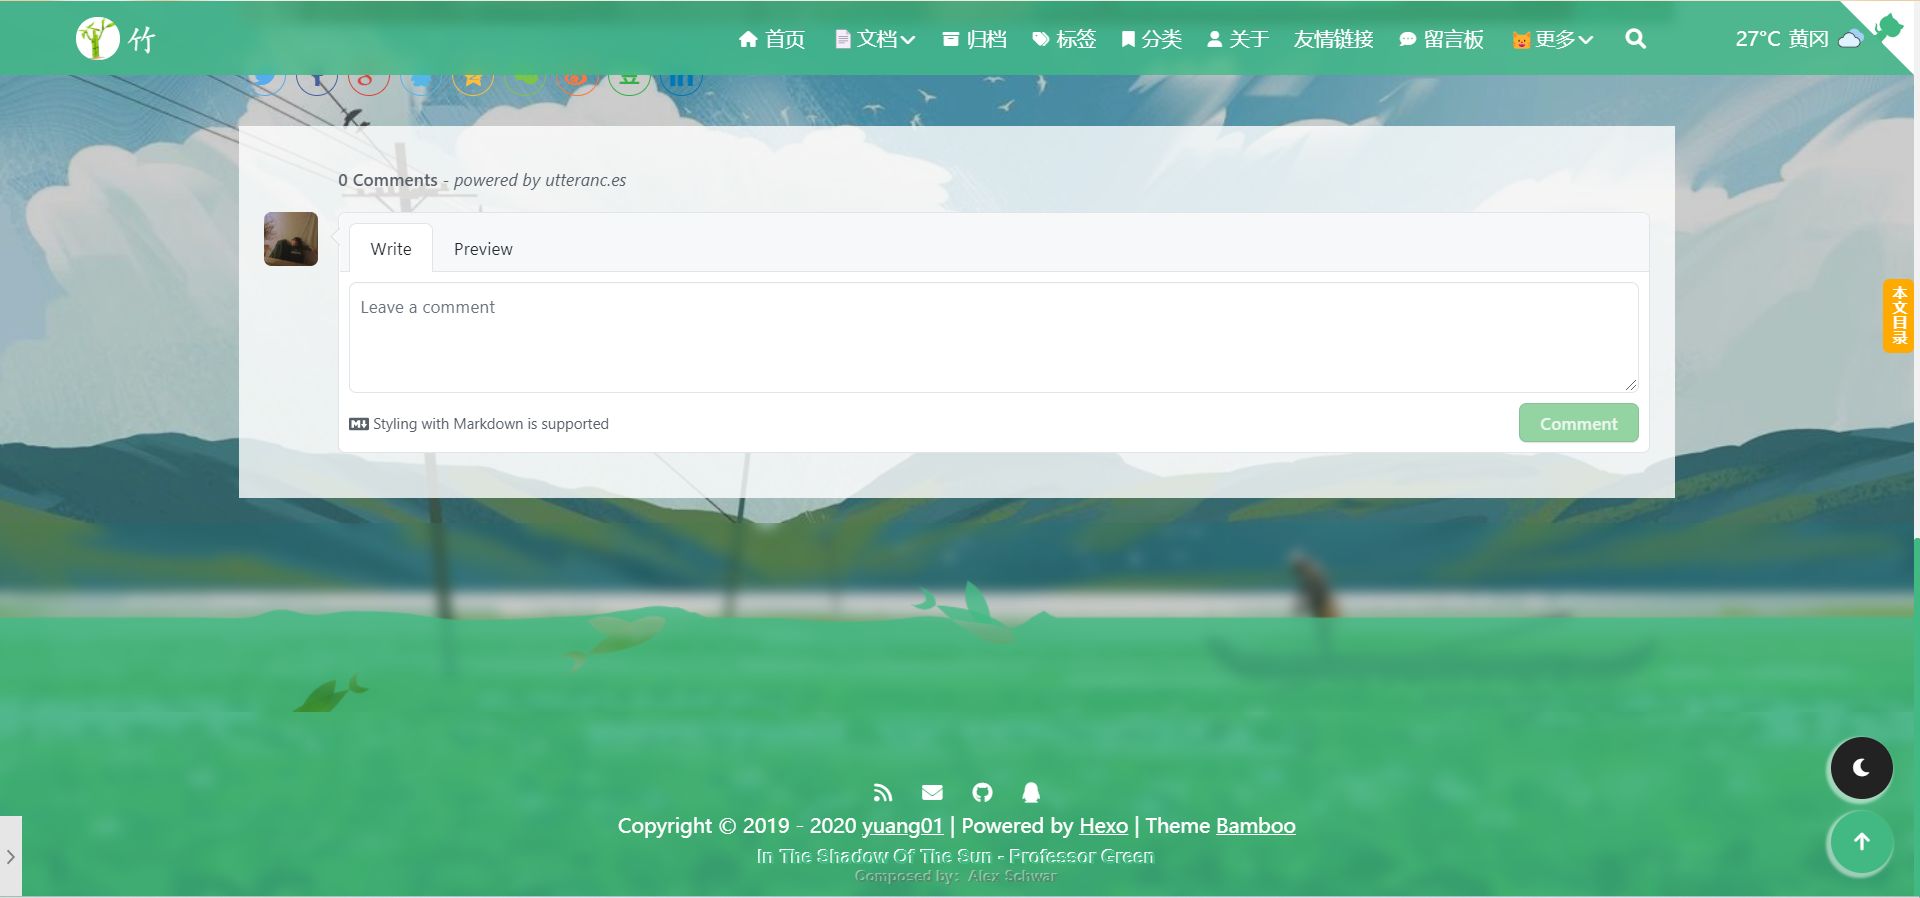 竹 首页 文档 归档 标签 分类 关于 友情链接 留言板 更多 27°C 黄冈
0 Comments - powered by utteranc.es
Write Preview
Leave a comment
Styling with Markdown is supported
Comment
本文目录
Copyright © 2019 - 2020 yuang01 | Powered by Hexo | Theme Bamboo
In The Shadow Of The Sun - Professor Green
Composed by: Alex Schwar